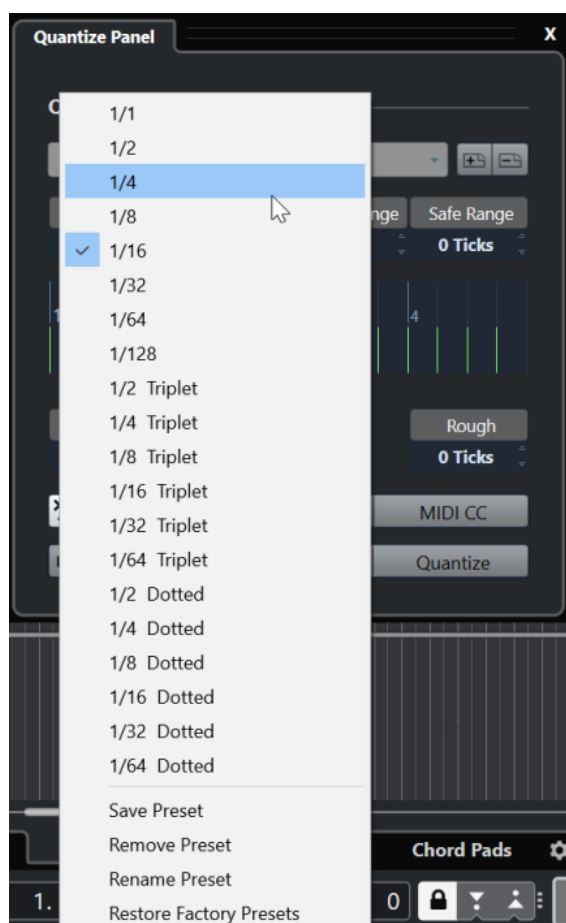 Quantize Panel X
1/1
1/2
1/4
1/8
Safe Range
1/16
0 Ticks
1/32
4
1/64
1/128
1/2 Triplet
1/4 Triplet
Rough
1/8 Triplet
0 Ticks
1/16 Triplet
MIDI CC
1/32 Triplet
1/64 Triplet
Quantize
1/2 Dotted
1/4 Dotted
1/8 Dotted
1/16 Dotted
1/32 Dotted
1/64 Dotted
Save Preset
Remove Preset
Chord Pads
Rename Preset
1. 0
Restore Factory Presets